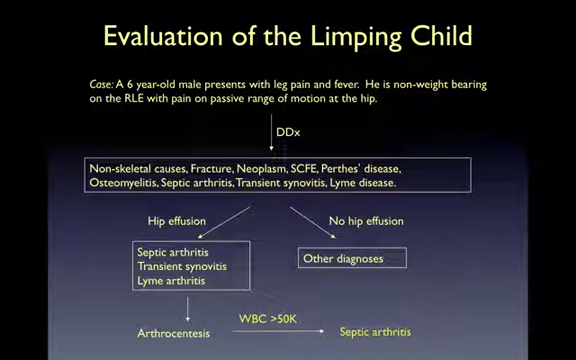 Evaluation of the Limping Child
Case: A 6 year-old male presents with leg pain and fever. He is non-weight bearing
on the RLE with pain on passive range of motion at the hip.
DDx
Non-skeletal causes, Fracture, Neoplasm, SCFE, Perthes' disease,
Osteomyelitis, Septic arthritis, Transient synovitis, Lyme disease.
Hip effusion
No hip effusion
Septic arthritis
Transient synovitis
Lyme arthritis
Other diagnoses
Arthrocentesis
WBC >50K
Septic arthritis